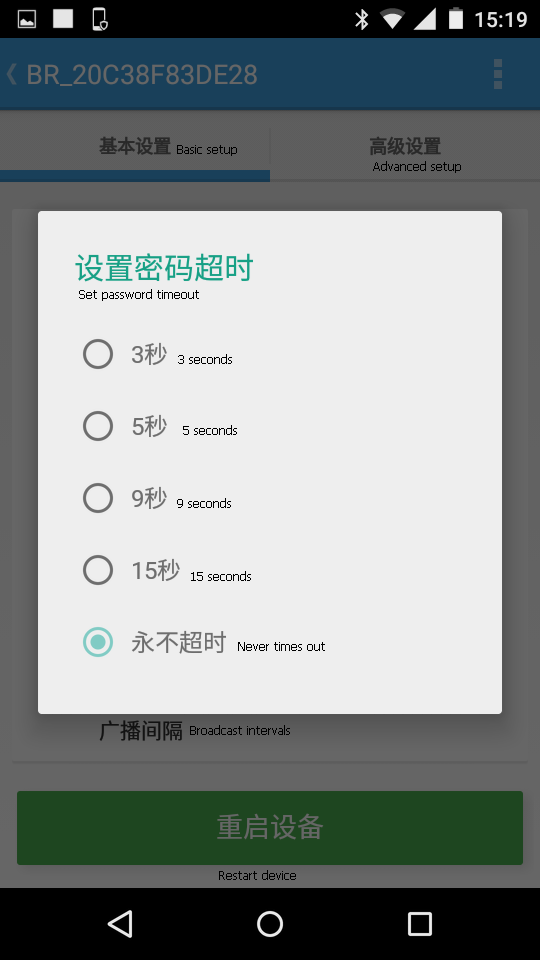 15:19
BR_20C38F83DE28
基本设置 Basic setup
高级设置
Advanced setup
设置密码超时
Set password timeout
3秒 3 seconds
5秒 5 seconds
9秒 9 seconds
15秒 15 seconds
永不超时 Never times out
广播间隔 Broadcast intervals
重启设备
Restart device